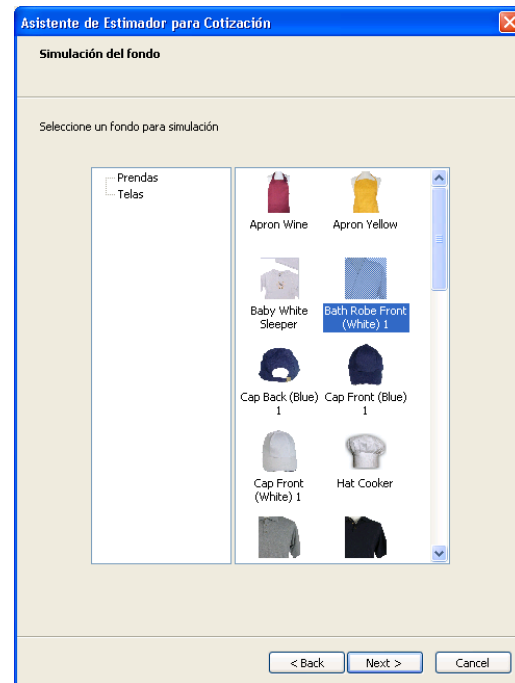 Asistente de Estimador para Cotización
Simulación del fondo
Seleccione un fondo para simulación
Prendas
Telas
Apron Wine
Apron Yellow
Baby White
Sleeper
Bath Robe Front
(White) 1
Cap Back (Blue)
1
Cap Front (Blue)
1
Cap Front
(White) 1
Hat Cooker
< Back
Next >
Cancel